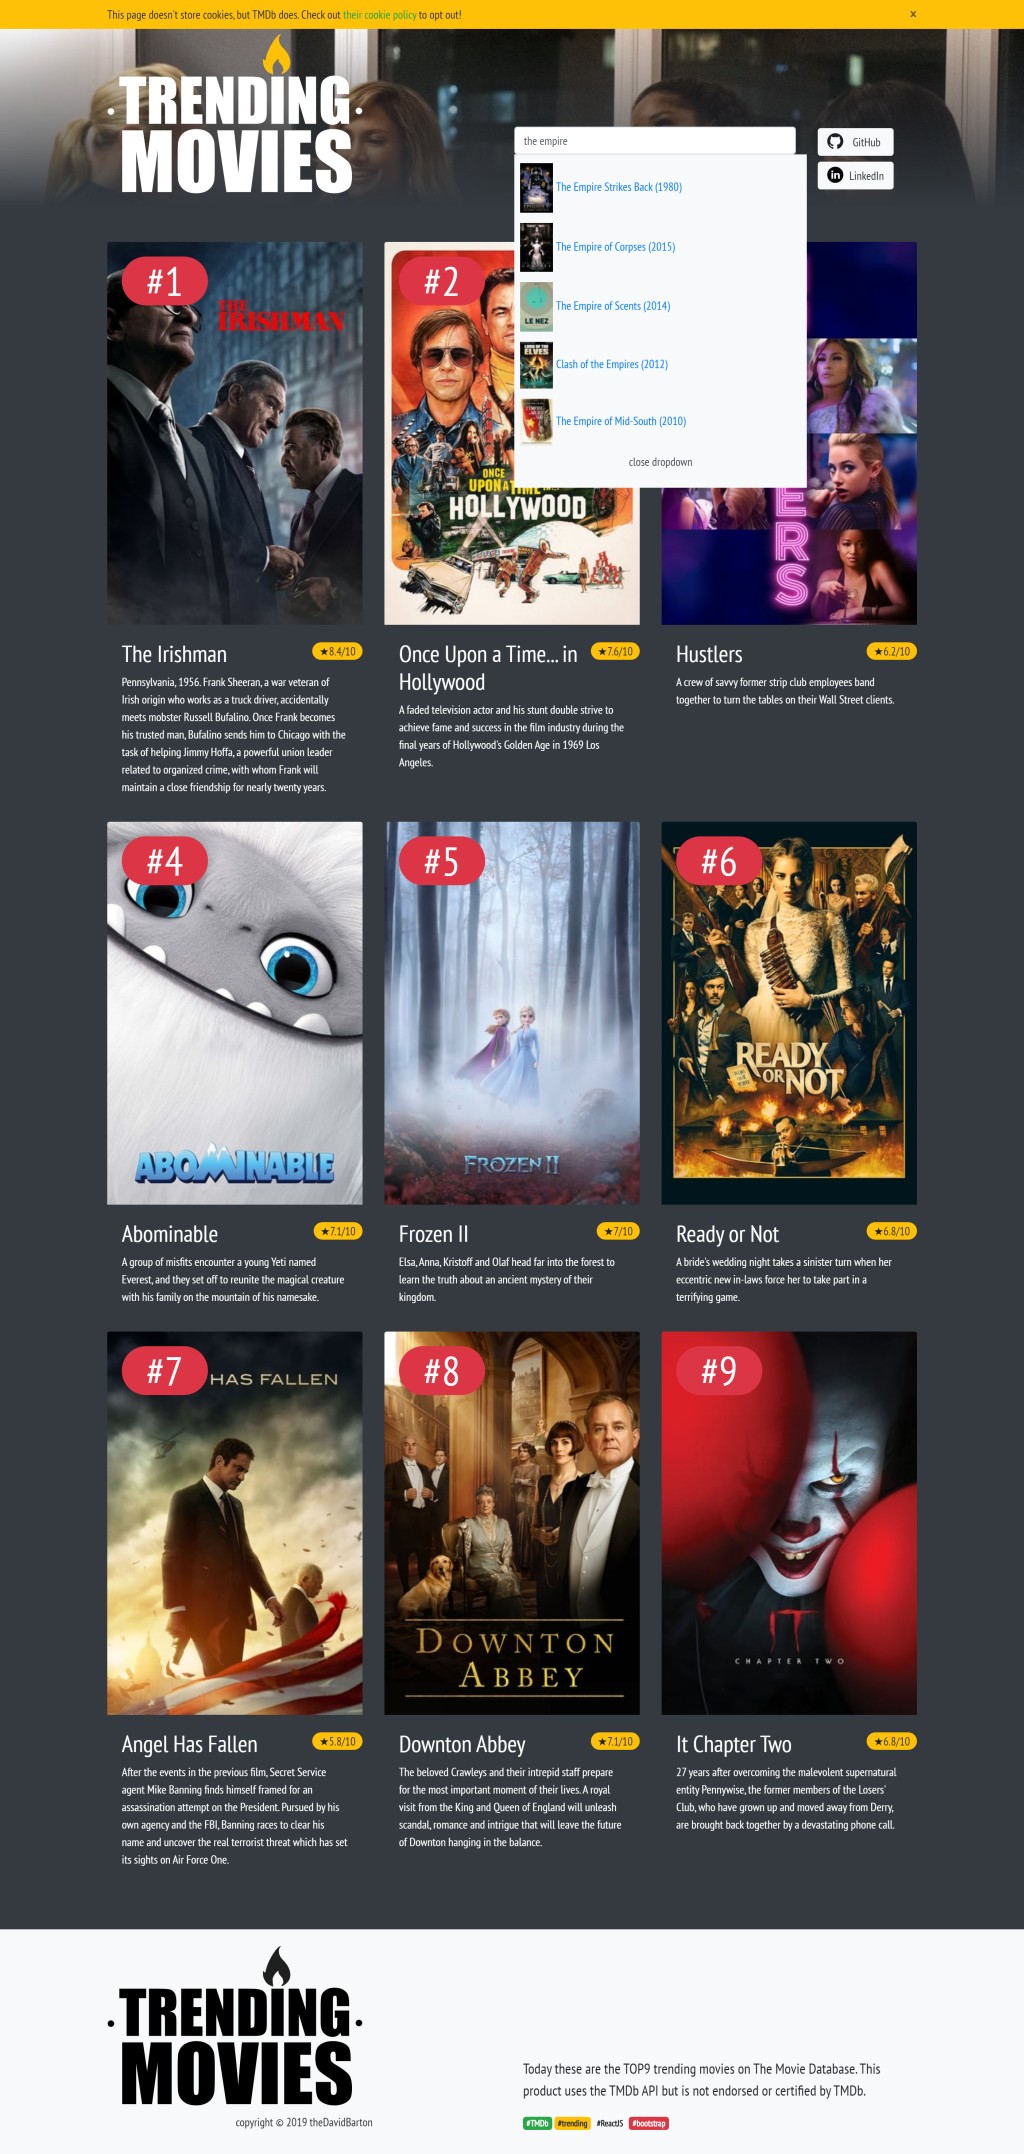 This page doesn't store cookies, but TMDb does. Check out their cookie policy to opt out!
×
TRENDING
MOVIES
the empire
GitHub
LinkedIn
The Empire Strikes Back (1980)
The Empire of Corpses (2015)
The Empire of Scents (2014)
LE NEZ
Clash of the Empires (2012)
LORD OF THE
ELVES
The Empire of Mid-South (2010)
close dropdown
#1
THE
IRISHMAN
#2
ONCE
UPON A TIME... IN
HOLLYWOOD
ERS
The Irishman
★8.4/10
Pennsylvania, 1956. Frank Sheeran, a war veteran of
Irish origin who works as a truck driver, accidentally
meets mobster Russell Bufalino. Once Frank becomes
his trusted man, Bufalino sends him to Chicago with the
task of helping Jimmy Hoffa, a powerful union leader
related to organized crime, with whom Frank will
maintain a close friendship for nearly twenty years.
Once Upon a Time... in
Hollywood
★7.6/10
A faded television actor and his stunt double strive to
achieve fame and success in the film industry during the
final years of Hollywood's Golden Age in 1969 Los
Angeles.
Hustlers
★6.2/10
A crew of savvy former strip club employees band
together to turn the tables on their Wall Street clients.
#4
ABOMINABLE
#5
FROZEN II
#6
READY
OR NOT
Abominable
★7.1/10
A group of misfits encounter a young Yeti named
Everest, and they set off to reunite the magical creature
with his family on the mountain of his namesake.
Frozen II
★7/10
Elsa, Anna, Kristoff and Olaf head far into the forest to
learn the truth about an ancient mystery of their
kingdom.
Ready or Not
★6.8/10
A bride's wedding night takes a sinister turn when her
eccentric new in-laws force her to take part in a
terrifying game.
#7
HAS FALLEN
#8
DOWNTON
ABBEY
#9
IT
CHAPTER TWO
Angel Has Fallen
★5.8/10
After the events in the previous film, Secret Service
agent Mike Banning finds himself framed for an
assassination attempt on the President. Pursued by his
own agency and the FBI, Banning races to clear his
name and uncover the real terrorist threat which has set
its sights on Air Force One.
Downton Abbey
★7.1/10
The beloved Crawleys and their intrepid staff prepare
for the most important moment of their lives. A royal
visit from the King and Queen of England will unleash
scandal, romance and intrigue that will leave the future
of Downton hanging in the balance.
It Chapter Two
★6.8/10
27 years after overcoming the malevolent supernatural
entity Pennywise, the former members of the Losers'
Club, who have grown up and moved away from Derry,
are brought back together by a devastating phone call.
TRENDING
MOVIES
copyright © 2019 theDavidBarton
Today these are the TOP9 trending movies on The Movie Database. This
product uses the TMDb API but is not endorsed or certified by TMDb.
#TMDb #trending #ReactJS #bootstrap